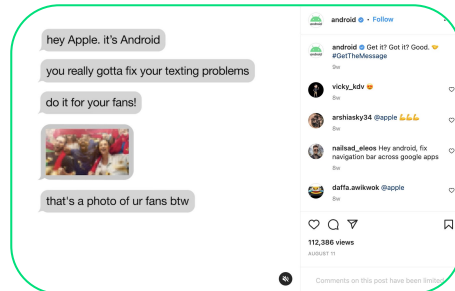 hey Apple. it's Android
you really gotta fix your texting problems
do it for your fans!
that's a photo of ur fans btw
android • Follow
android Get it? Got it? Good.
#GetTheMessage
9w
vicky_kdv
8w
arshiasky34 @apple
8w
nailsad_eleos Hey android, fix
navigation bar across google apps
8w
daffa.awikwok @apple
8w
112,386 views
AUGUST 11
Comments on this post have been limited